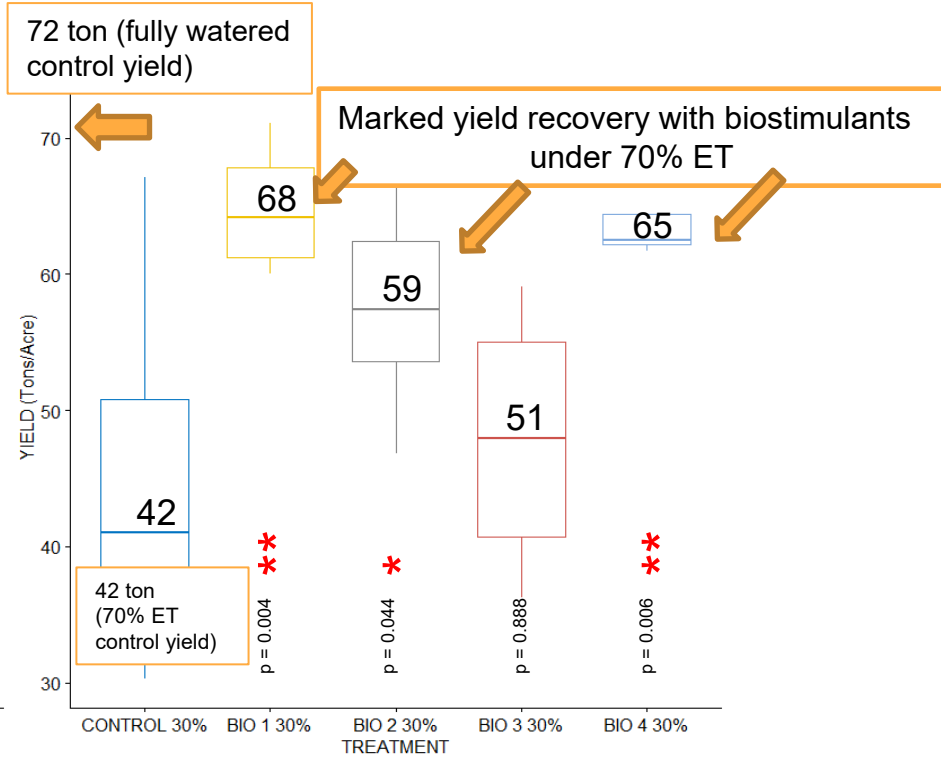 72 ton (fully watered
control yield)
Marked yield recovery with biostimulants
under 70% ET
YIELD (Tons/Acre)
70
60
50
40
30
42
68
59
51
65
42 ton
(70% ET
control yield)
**
*
**
p = 0.004
p = 0.044
p = 0.888
p = 0.006
CONTROL 30%
BIO 1 30%
BIO 2 30%
BIO 3 30%
BIO 4 30%
TREATMENT